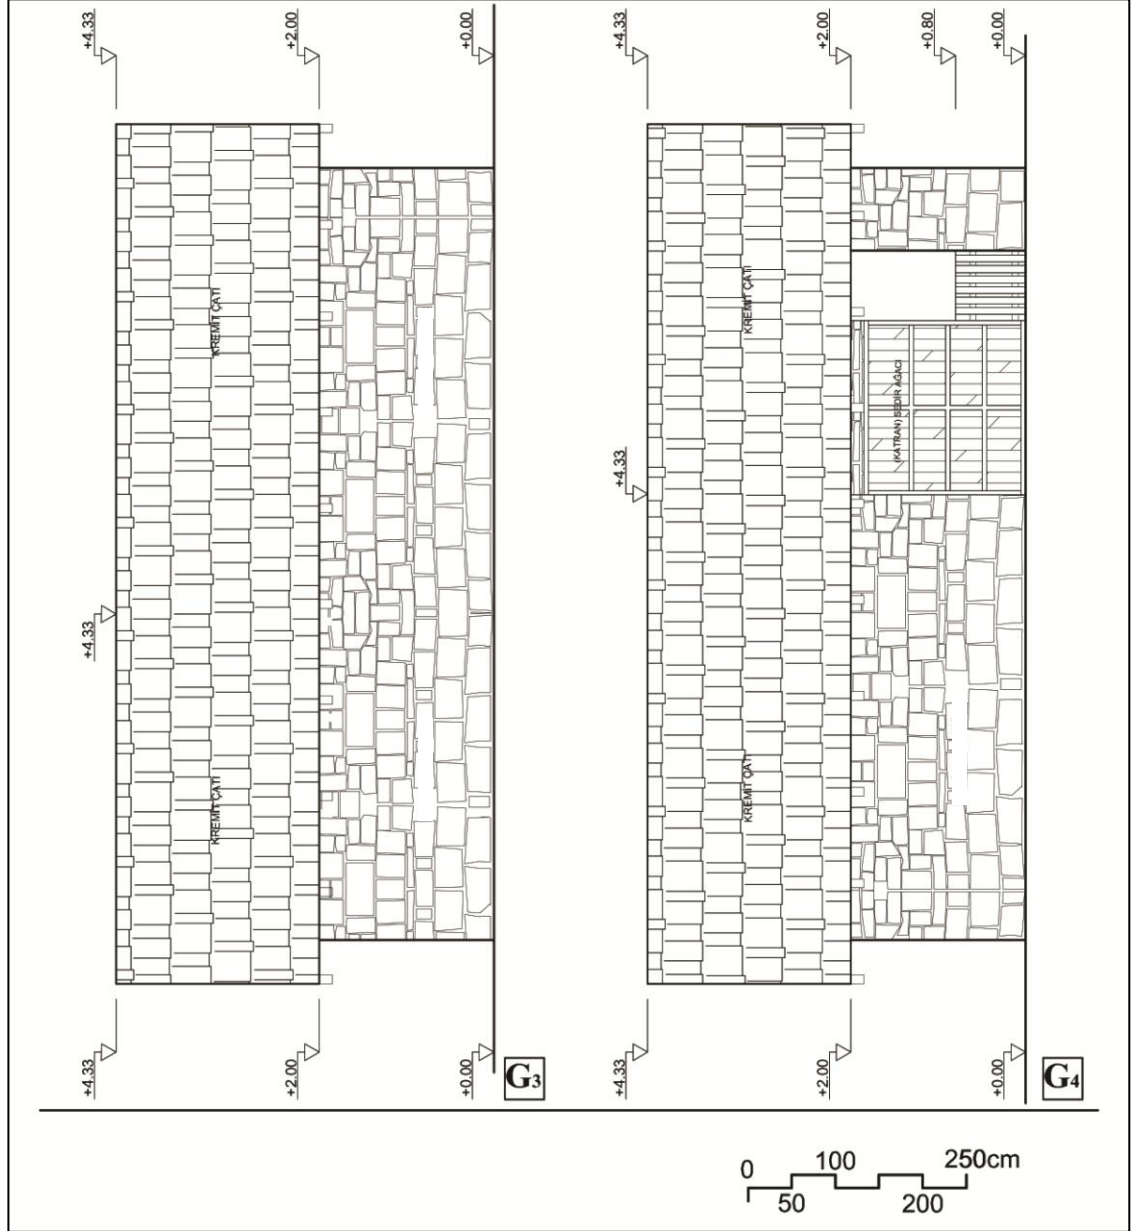 +4.33
+2.00
+0.00
KREMİT ÇATI
+4.33
KREMİT ÇATI
+4.33
+2.00
+0.00
G3
+4.33
+2.00
+0.80
+0.00
KREMİT ÇATI
(KATRAN) SEDİR AĞACI
+4.33
KREMİT ÇATI
+4.33
+2.00
+0.00
G4
0 100 250cm
50 200